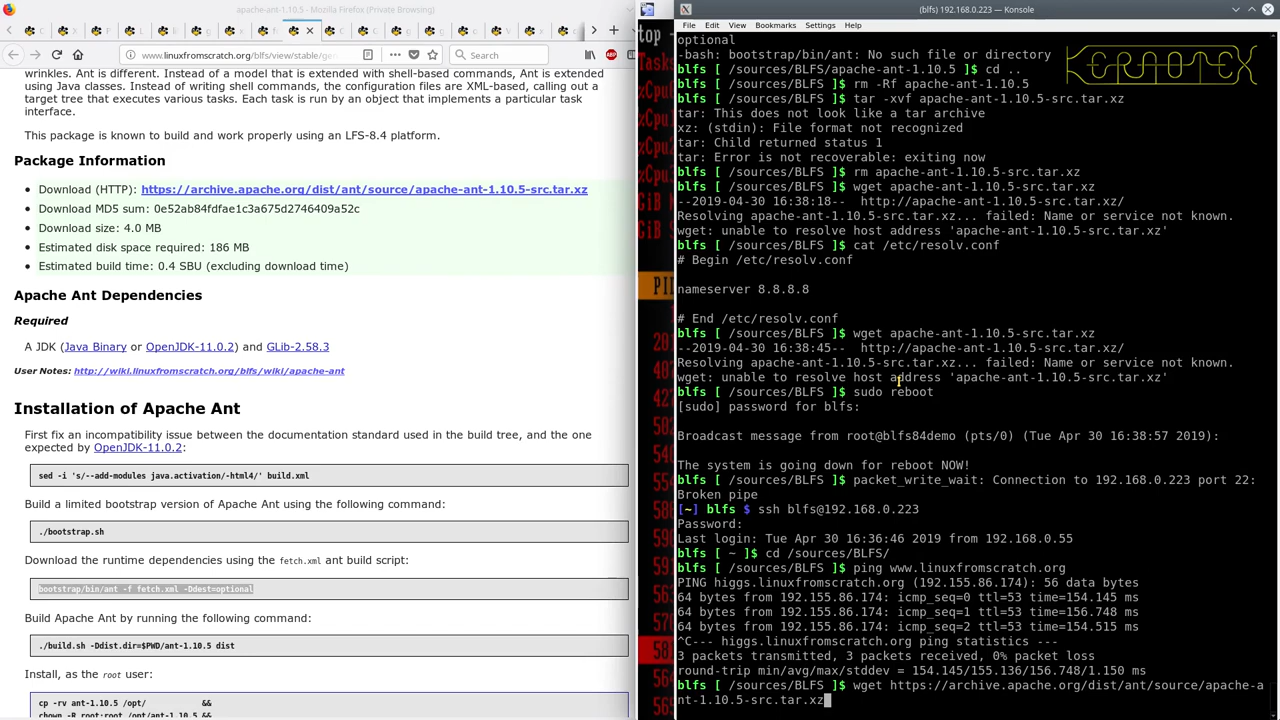 apache-ant-1.10.5 - Mozilla Firefox (Private Browsing)
www.linuxfromscratch.org/blfs/view/stable/gen
Search
ABP
wrinkles. Ant is different. Instead of a model that is extended with shell-based commands, Ant is extended
using Java classes. Instead of writing shell commands, the configuration files are XML-based, calling out a
target tree that executes various tasks. Each task is run by an object that implements a particular task
interface.
This package is known to build and work properly using an LFS-8.4 platform.
Package Information
Download (HTTP): https://archive.apache.org/dist/ant/source/apache-ant-1.10.5-src.tar.xz
Download MD5 sum: 0e52ab84fdfae1c3a675d2746409a52c
Download size: 4.0 MB
Estimated disk space required: 186 MB
Estimated build time: 0.4 SBU (excluding download time)
Apache Ant Dependencies
Required
A JDK (Java Binary or OpenJDK-11.0.2) and GLib-2.58.3
User Notes: http://wiki.linuxfromscratch.org/blfs/wiki/apache-ant
Installation of Apache Ant
First fix an incompatibility issue between the documentation standard used in the build tree, and the one
expected by OpenJDK-11.0.2:
sed -i 's/--add-modules java.activation/-html4/' build.xml
Build a limited bootstrap version of Apache Ant using the following command:
./bootstrap.sh
Download the runtime dependencies using the fetch.xml ant build script:
bootstrap/bin/ant -f fetch.xml -Ddest=optional
Build Apache Ant by running the following command:
./build.sh -Ddist.dir=$PWD/ant-1.10.5 dist
Install, as the root user:
cp -rv ant-1.10.5 /opt/ &&
chown -R root:root /opt/ant-1.10.5 &&
top -
Tasks
%Cpu
%Cpu
%Cpu
%Cpu
GiB
GiB
PI
(blfs) 192.168.0.223 — Konsole
File Edit View Bookmarks Settings Help
KEROTEX
optional
-bash: bootstrap/bin/ant: No such file or directory
blfs [ /sources/BLFS/apache-ant-1.10.5 ]$ cd ..
blfs [ /sources/BLFS ]$ rm -Rf apache-ant-1.10.5
blfs [ /sources/BLFS ]$ tar -xvf apache-ant-1.10.5-src.tar.xz
tar: This does not look like a tar archive
xz: (stdin): File format not recognized
tar: Child returned status 1
tar: Error is not recoverable: exiting now
blfs [ /sources/BLFS ]$ rm apache-ant-1.10.5-src.tar.xz
blfs [ /sources/BLFS ]$ wget apache-ant-1.10.5-src.tar.xz
--2019-04-30 16:38:18--  http://apache-ant-1.10.5-src.tar.xz/
Resolving apache-ant-1.10.5-src.tar.xz... failed: Name or service not known.
wget: unable to resolve host address 'apache-ant-1.10.5-src.tar.xz'
blfs [ /sources/BLFS ]$ cat /etc/resolv.conf
# Begin /etc/resolv.conf
nameserver 8.8.8.8
# End /etc/resolv.conf
blfs [ /sources/BLFS ]$ wget apache-ant-1.10.5-src.tar.xz
--2019-04-30 16:38:45--  http://apache-ant-1.10.5-src.tar.xz/
Resolving apache-ant-1.10.5-src.tar.xz... failed: Name or service not known.
wget: unable to resolve host address 'apache-ant-1.10.5-src.tar.xz'
blfs [ /sources/BLFS ]$ sudo reboot
[sudo] password for blfs:
Broadcast message from root@blfs84demo (pts/0) (Tue Apr 30 16:38:57 2019):
The system is going down for reboot NOW!
blfs [ /sources/BLFS ]$ packet_write_wait: Connection to 192.168.0.223 port 22:
Broken pipe
[~] blfs $ ssh blfs@192.168.0.223
Password:
Last login: Tue Apr 30 16:36:46 2019 from 192.168.0.55
blfs [ ~ ]$ cd /sources/BLFS/
blfs [ /sources/BLFS ]$ ping www.linuxfromscratch.org
PING higgs.linuxfromscratch.org (192.155.86.174): 56 data bytes
64 bytes from 192.155.86.174: icmp_seq=0 ttl=53 time=154.145 ms
64 bytes from 192.155.86.174: icmp_seq=1 ttl=53 time=156.748 ms
64 bytes from 192.155.86.174: icmp_seq=2 ttl=53 time=154.515 ms
^C--- higgs.linuxfromscratch.org ping statistics ---
3 packets transmitted, 3 packets received, 0% packet loss
round-trip min/avg/max/stddev = 154.145/155.136/156.748/1.150 ms
blfs [ /sources/BLFS ]$ wget https://archive.apache.org/dist/ant/source/apache-a
nt-1.10.5-src.tar.xz